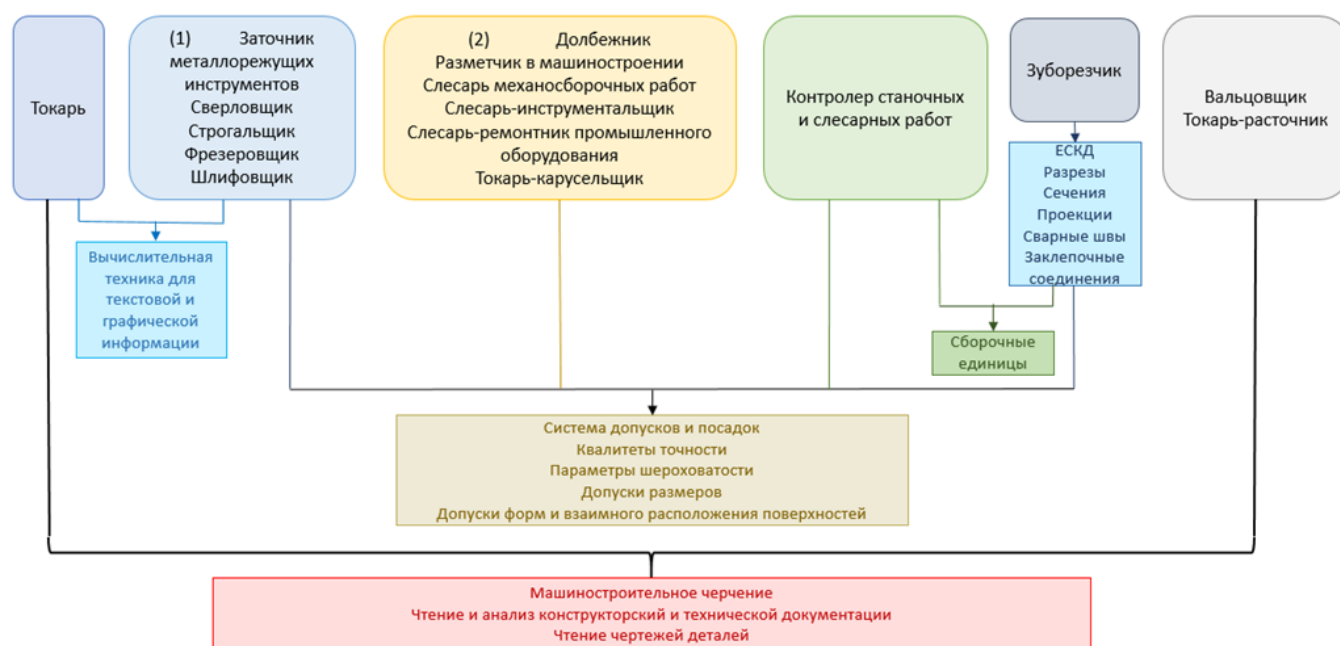 Токарь
(1) Заточник
металлорежущих
инструментов
Сверловщик
Строгальщик
Фрезеровщик
Шлифовщик
(2) Долбежник
Разметчик в машиностроении
Слесарь механосборочных работ
Слесарь-инструментальщик
Слесарь-ремонтник промышленного
оборудования
Токарь-карусельщик
Контролер станочных
и слесарных работ
Зуборезчик
Вальцовщик
Токарь-расточник
ЕСКД
Разрезы
Сечения
Проекции
Сварные швы
Заклепочные
соединения
Вычислительная
техника для
текстовой и
графической
информации
Сборочные
единицы
Система допусков и посадок
Квалитеты точности
Параметры шероховатости
Допуски размеров
Допуски форм и взаимного расположения поверхностей
Машиностроительное черчение
Чтение и анализ конструкторский и технической документации
Чтение чертежей деталей